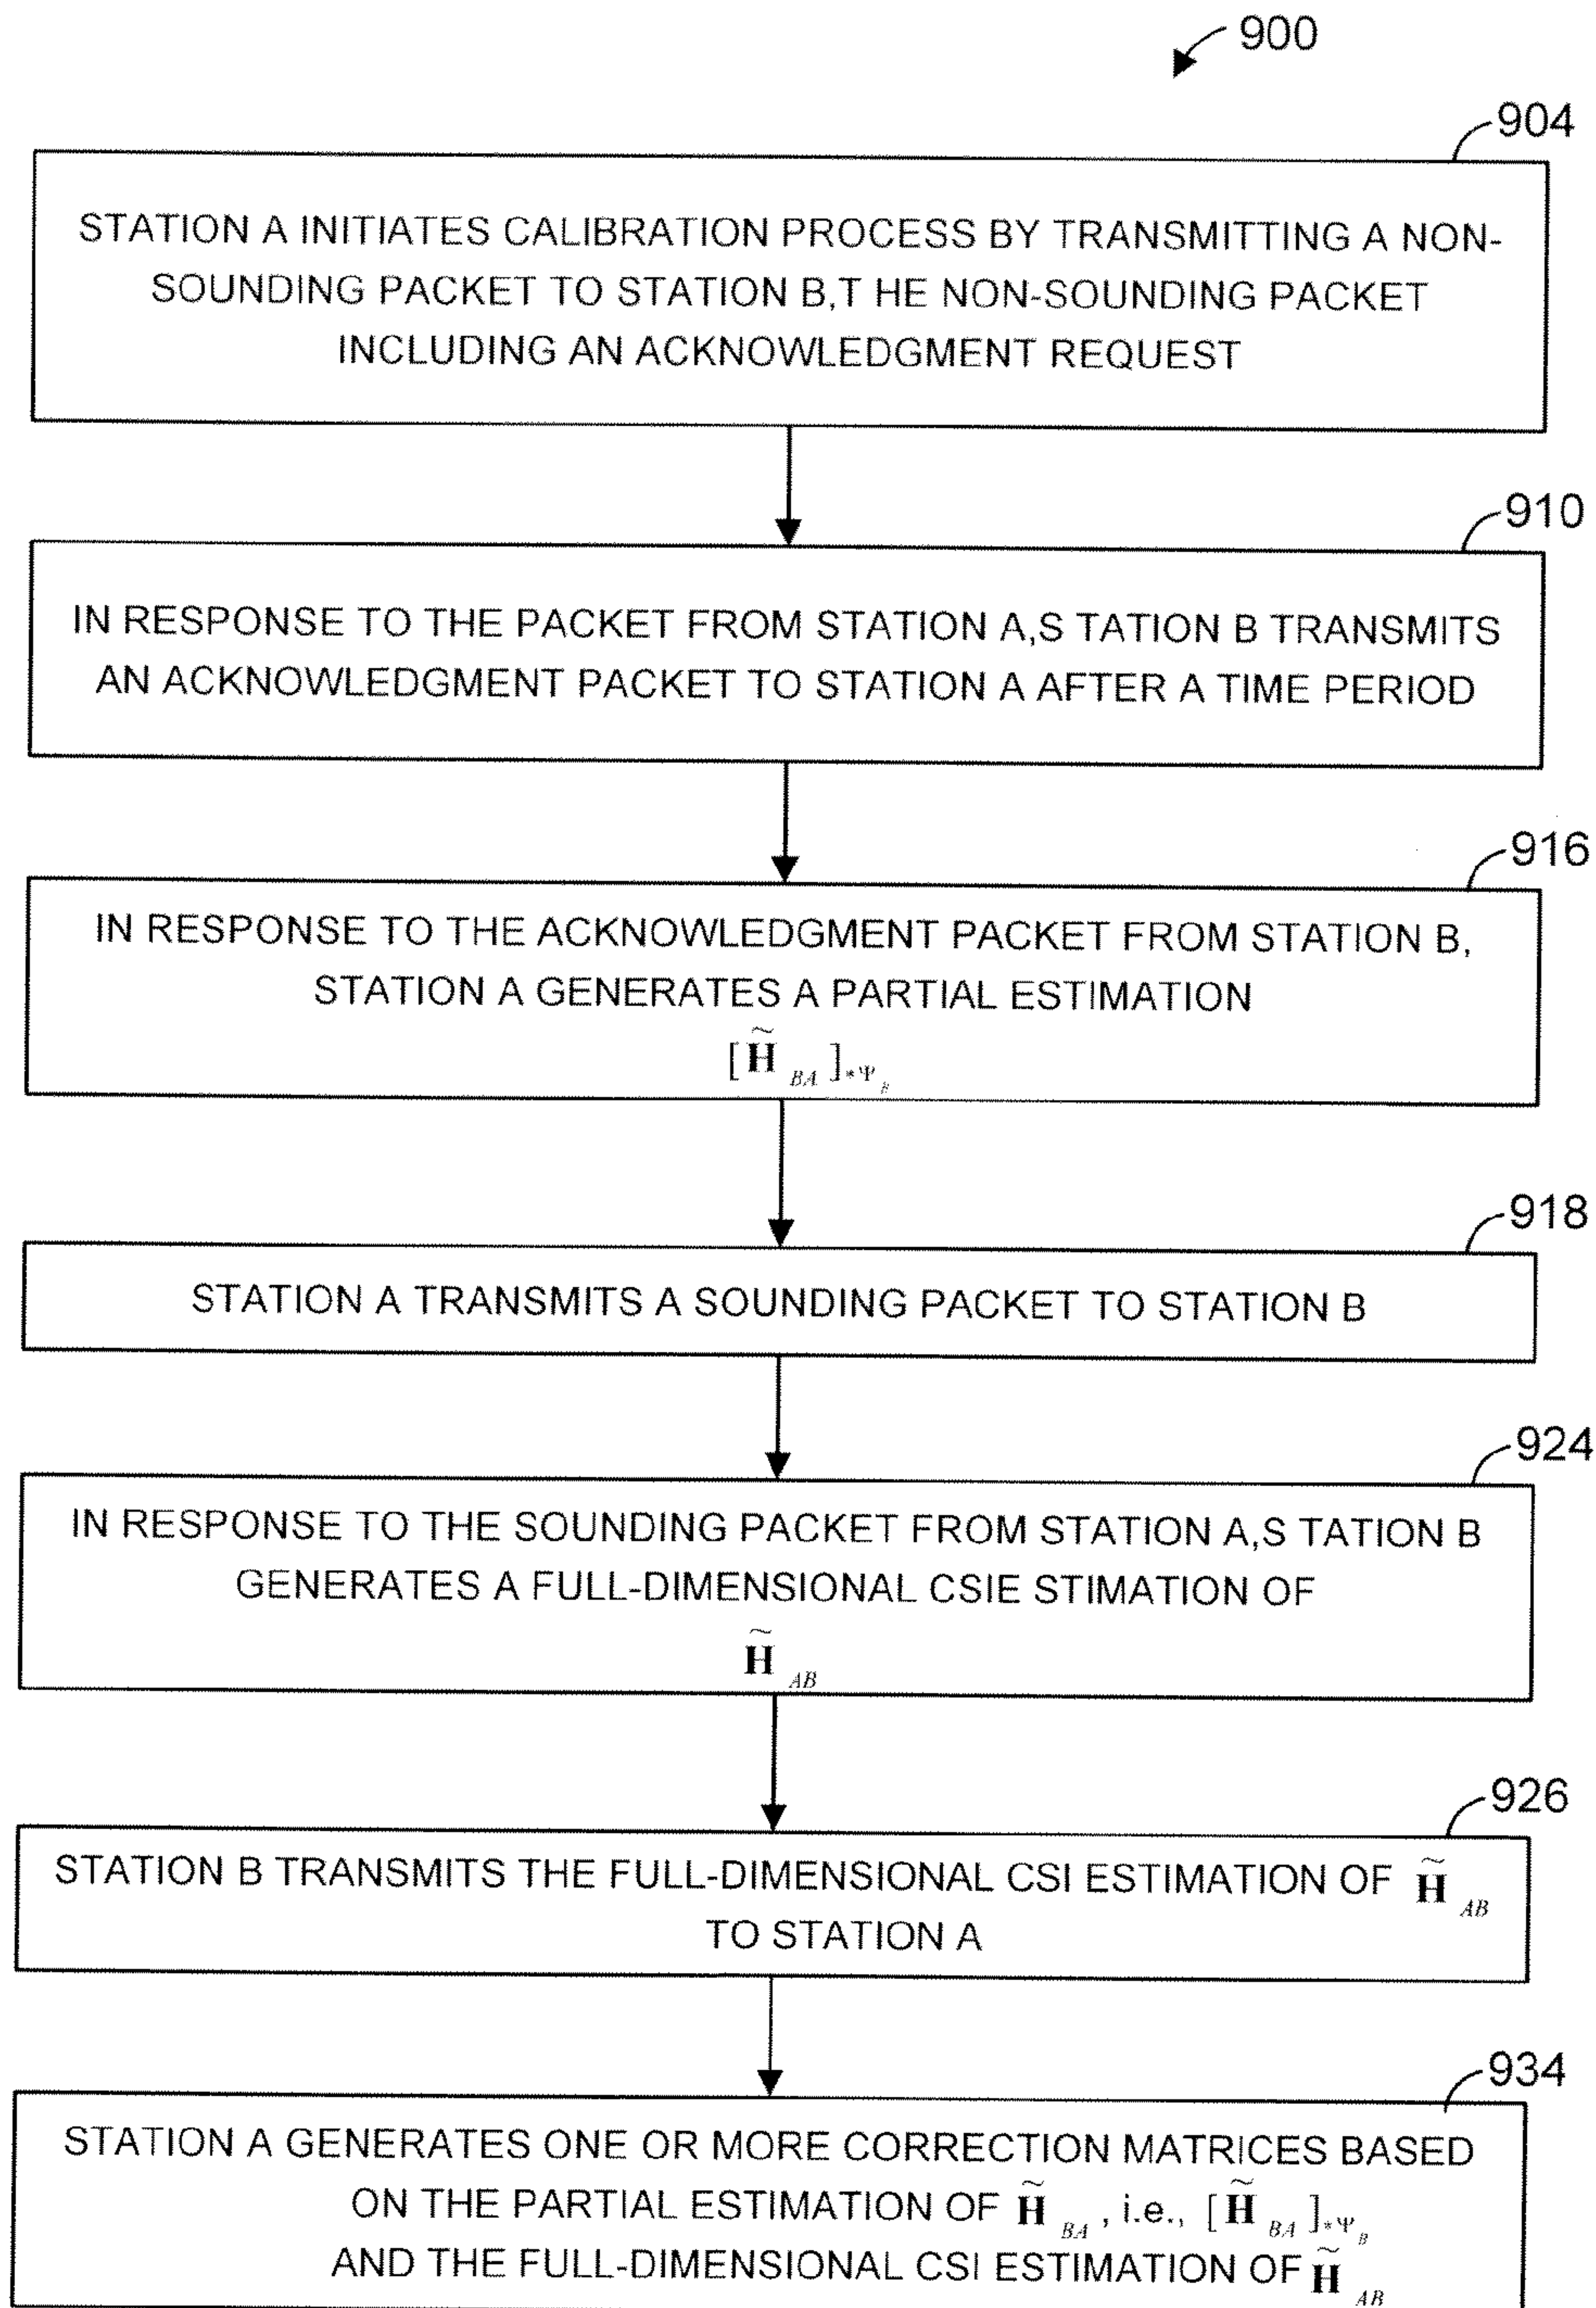 900
904
STATION A INITIATES CALIBRATION PROCESS BY TRANSMITTING A NON-
SOUNDING PACKET TO STATION B,T HE NON-SOUNDING PACKET
INCLUDING AN ACKNOWLEDGMENT REQUEST
910
IN RESPONSE TO THE PACKET FROM STATION A,S TATION B TRANSMITS
AN ACKNOWLEDGMENT PACKET TO STATION A AFTER A TIME PERIOD
916
IN RESPONSE TO THE ACKNOWLEDGMENT PACKET FROM STATION B,
STATION A GENERATES A PARTIAL ESTIMATION
[H̃ BA ]*Ψ B
918
STATION A TRANSMITS A SOUNDING PACKET TO STATION B
924
IN RESPONSE TO THE SOUNDING PACKET FROM STATION A,S TATION B
GENERATES A FULL-DIMENSIONAL CSIE STIMATION OF
H̃ AB
926
STATION B TRANSMITS THE FULL-DIMENSIONAL CSI ESTIMATION OF H̃ AB
TO STATION A
934
STATION A GENERATES ONE OR MORE CORRECTION MATRICES BASED
ON THE PARTIAL ESTIMATION OF H̃ BA , i.e., [H̃ BA ]*Ψ B
AND THE FULL-DIMENSIONAL CSI ESTIMATION OF H̃ AB